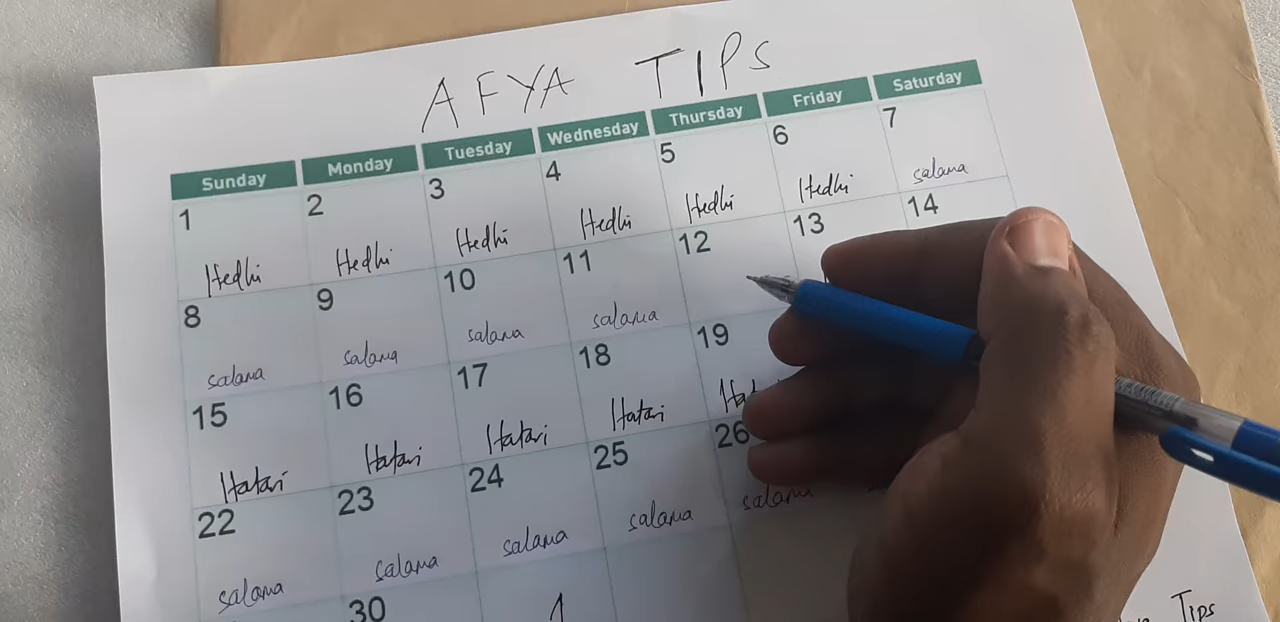 AFYA TIPS
Sunday Monday Tuesday Wednesday Thursday Friday Saturday
1 2 3 4 5 6 7
Hedhi Hedhi Hedhi Hedhi Hedhi Hedhi salama
8 9 10 11 12 13 14
salama salama salama salama
15 16 17 18 19
Hatari Hatari Hatari Hatari
22 23 24 25 26
salama salama salama salama salama
30
Tips